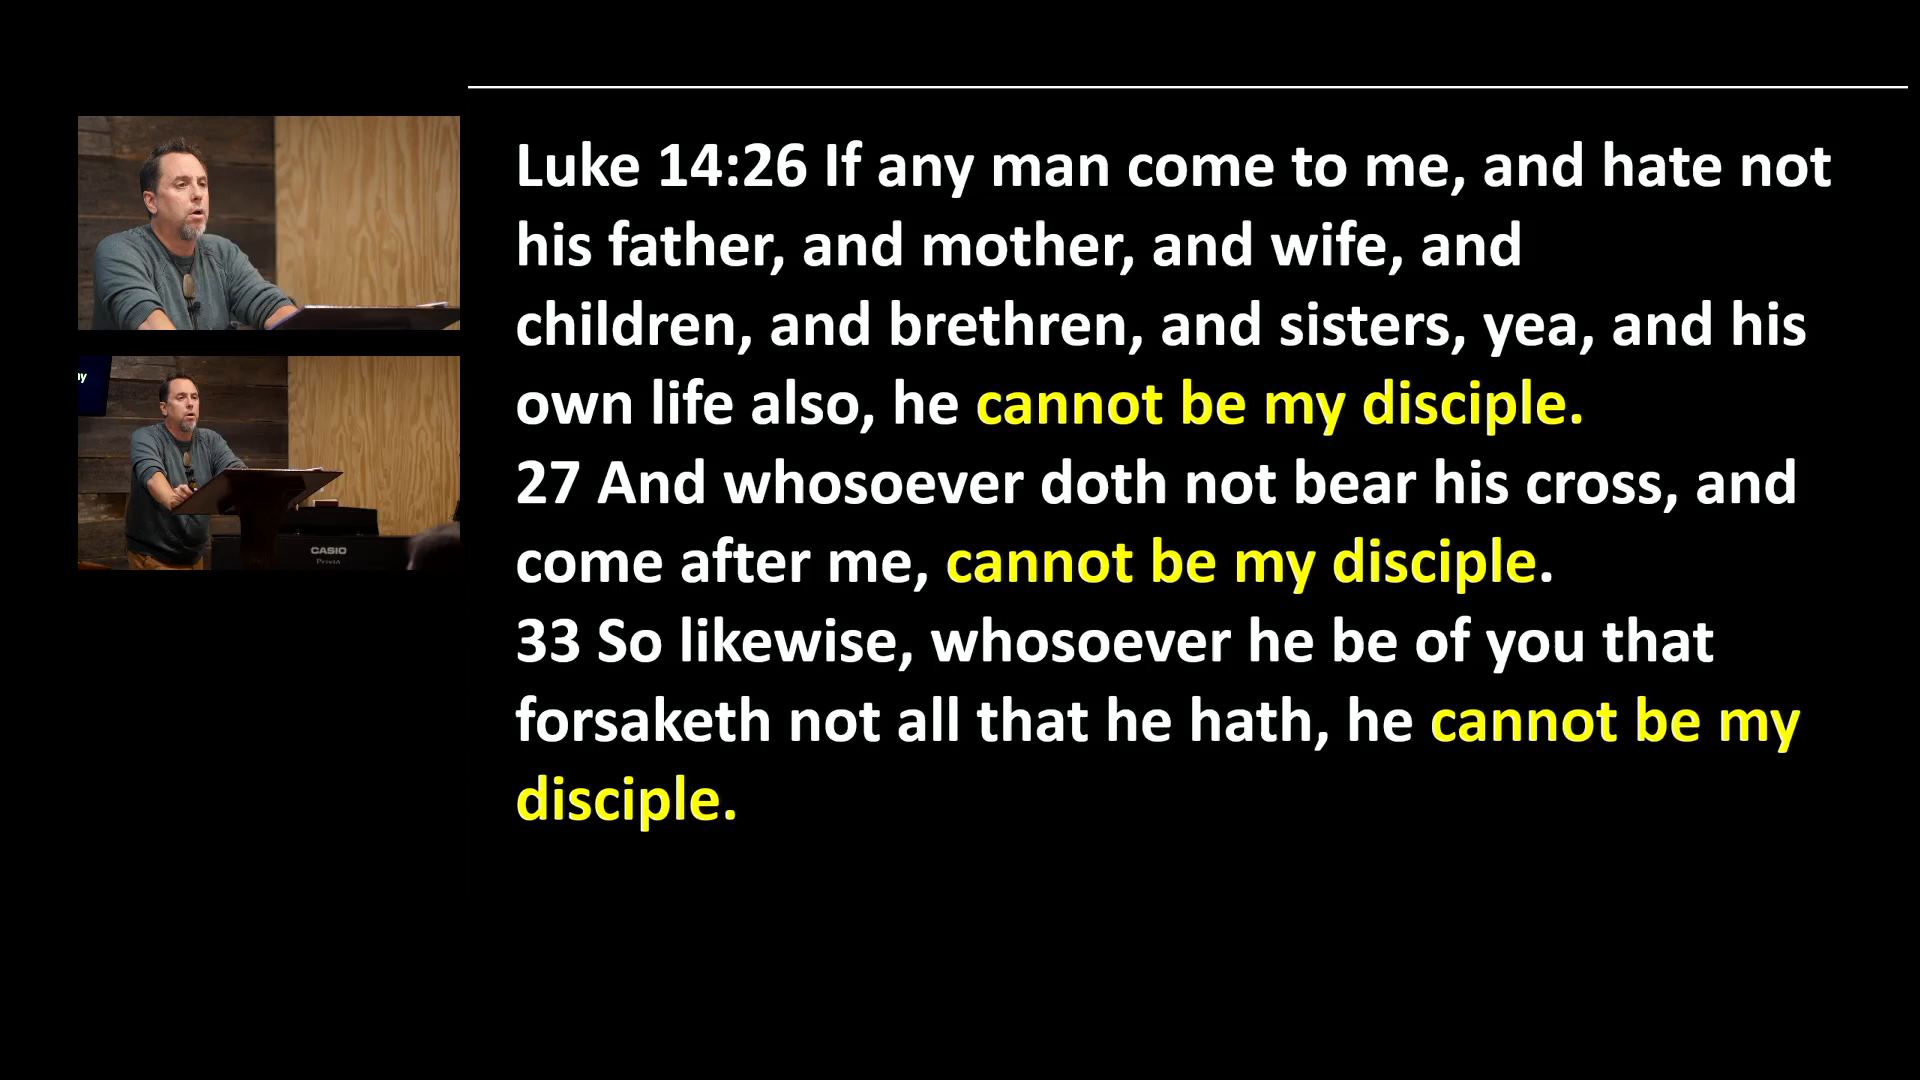 Luke 14:26 If any man come to me, and hate not
his father, and mother, and wife, and
children, and brethren, and sisters, yea, and his
own life also, he cannot be my disciple.
27 And whosoever doth not bear his cross, and
come after me, cannot be my disciple.
33 So likewise, whosoever he be of you that
forsaketh not all that he hath, he cannot be my
disciple.
ay
CASIO
Privia